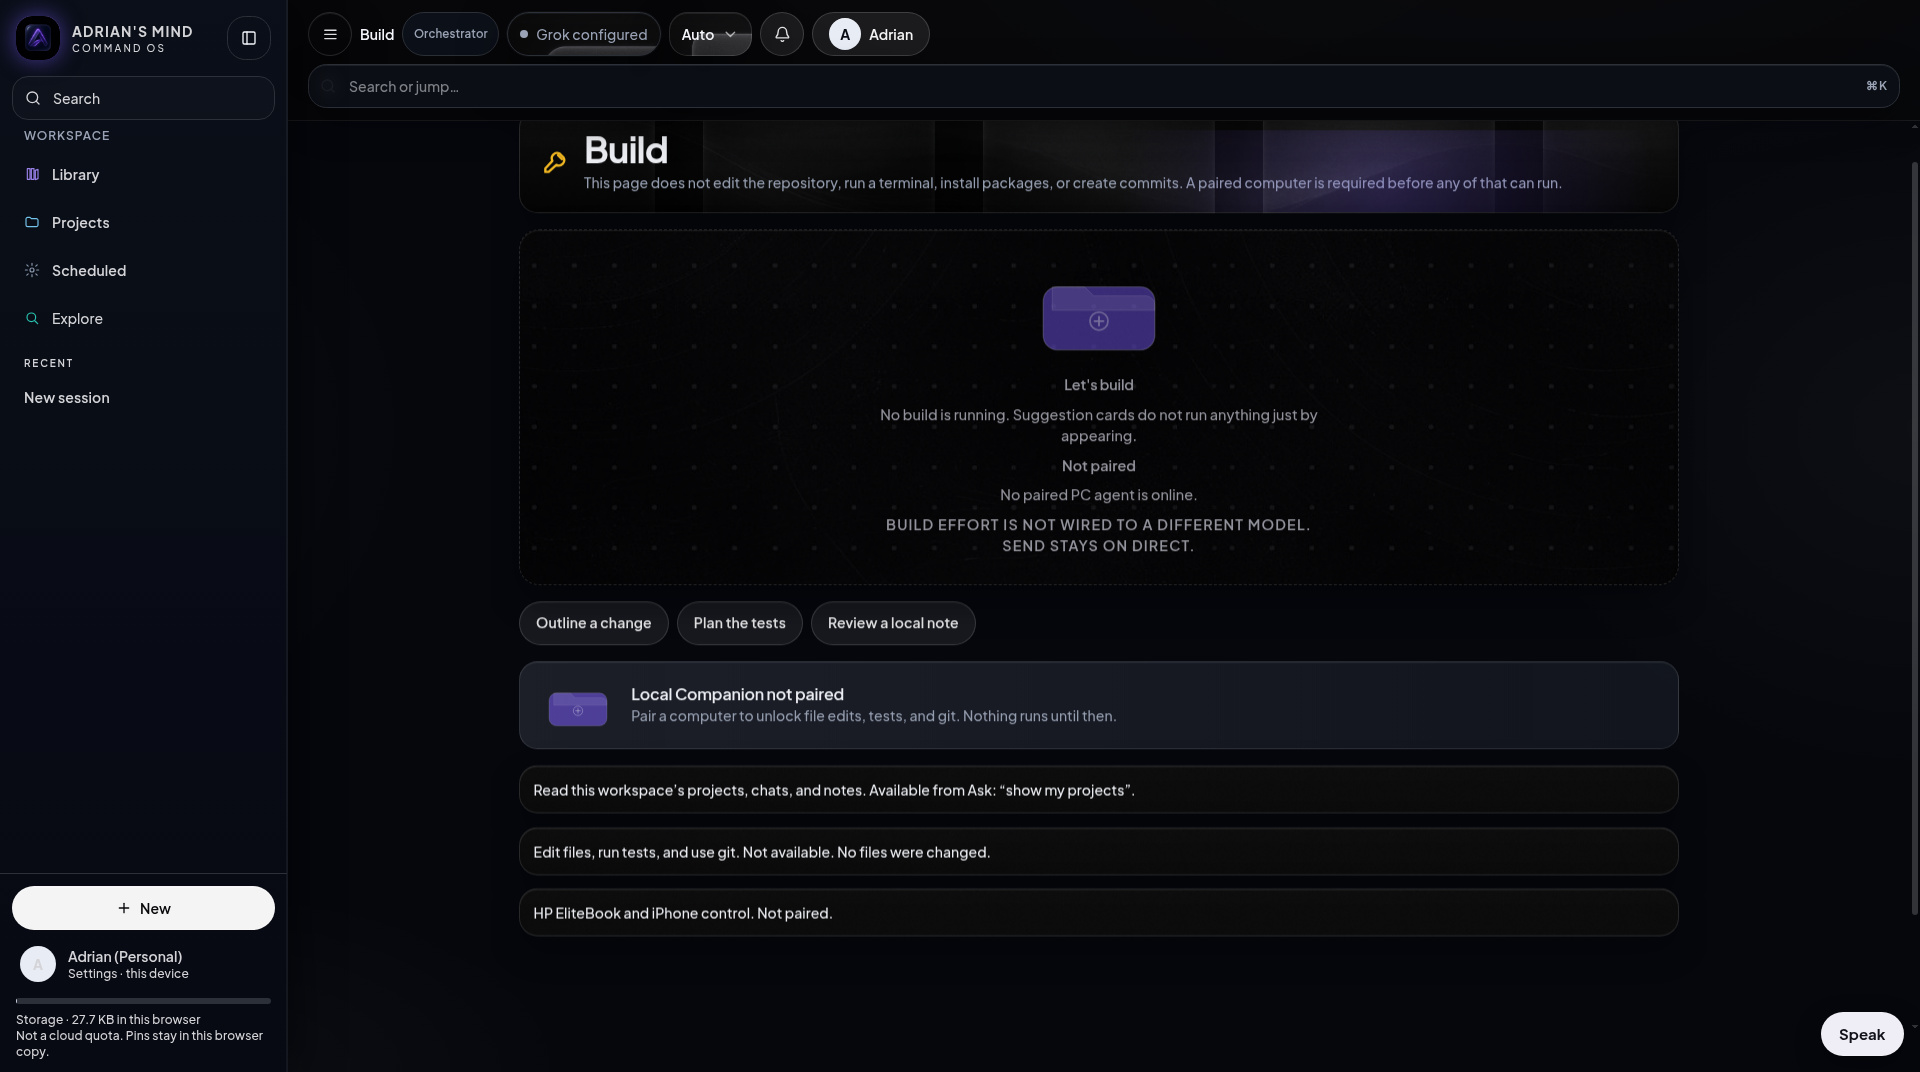 ADRIAN'S MIND
COMMAND OS
Search
WORKSPACE
Library
Projects
Scheduled
Explore
RECENT
New session
New
A
Adrian (Personal)
Settings · this device
Storage · 27.7 KB in this browser
Not a cloud quota. Pins stay in this browser
copy.
Build
Orchestrator
Grok configured
Auto
A
Adrian
Search or jump…
⌘K
Build
This page does not edit the repository, run a terminal, install packages, or create commits. A paired computer is required before any of that can run.
Let's build
No build is running. Suggestion cards do not run anything just by
appearing.
Not paired
No paired PC agent is online.
BUILD EFFORT IS NOT WIRED TO A DIFFERENT MODEL.
SEND STAYS ON DIRECT.
Outline a change
Plan the tests
Review a local note
Local Companion not paired
Pair a computer to unlock file edits, tests, and git. Nothing runs until then.
Read this workspace’s projects, chats, and notes. Available from Ask: “show my projects”.
Edit files, run tests, and use git. Not available. No files were changed.
HP EliteBook and iPhone control. Not paired.
Speak